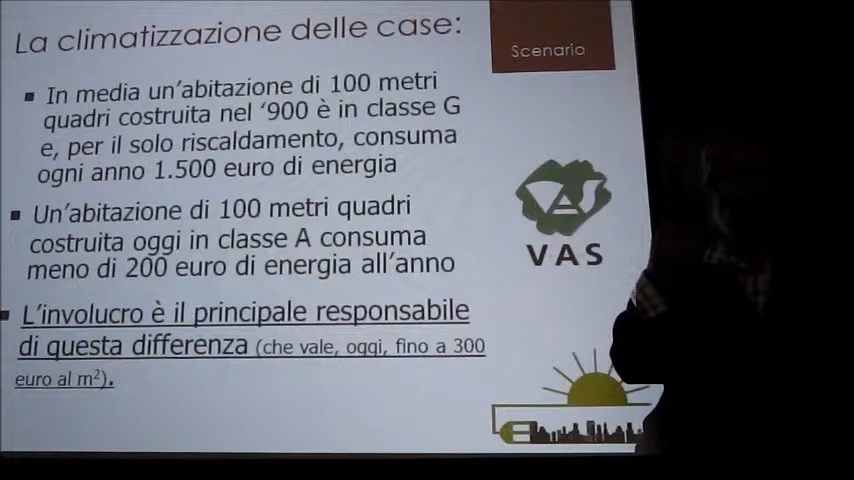 La climatizzazione delle case:
Scenario
In media un'abitazione di 100 metri
quadri costruita nel '900 è in classe G
e, per il solo riscaldamento, consuma
ogni anno 1.500 euro di energia
Un'abitazione di 100 metri quadri
costruita oggi in classe A consuma
meno di 200 euro di energia all'anno
L'involucro è il principale responsabile
di questa differenza (che vale, oggi, fino a 300
euro al m²).
VAS
VAS